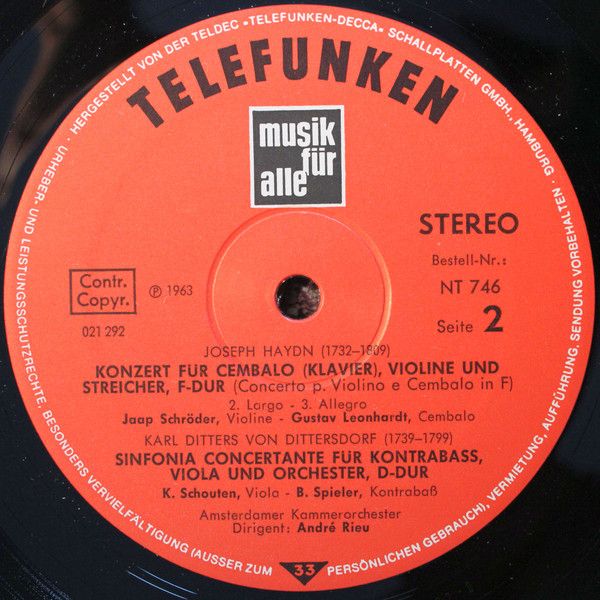 · HERGESTELLT VON DER TELDEC »TELEFUNKEN-DECCA« SCHALLPLATTEN GMBH., HAMBURG ·
URHEBER- UND LEISTUNGSSCHUTZRECHTE, BESONDERS VERVIELFÄLTIGUNG (AUSSER ZUM PERSÖNLICHEN GEBRAUCH), VERMIETUNG, AUFFÜHRUNG, SENDUNG VORBEHALTEN
TELEFUNKEN
musik
für
alle
STEREO
Bestell-Nr.:
NT 746
Seite 2
Contr.
Copyr.
℗ 1963
021 292
JOSEPH HAYDN (1732–1809)
KONZERT FÜR CEMBALO (KLAVIER), VIOLINE UND
STREICHER, F-DUR (Concerto p. Violino e Cembalo in F)
2. Largo - 3. Allegro
Jaap Schröder, Violine - Gustav Leonhardt, Cembalo
KARL DITTERS VON DITTERSDORF (1739–1799)
SINFONIA CONCERTANTE FÜR KONTRABASS,
VIOLA UND ORCHESTER, D-DUR
K. Schouten, Viola - B. Spieler, Kontrabaß
Amsterdamer Kammerorchester
Dirigent: André Rieu
33